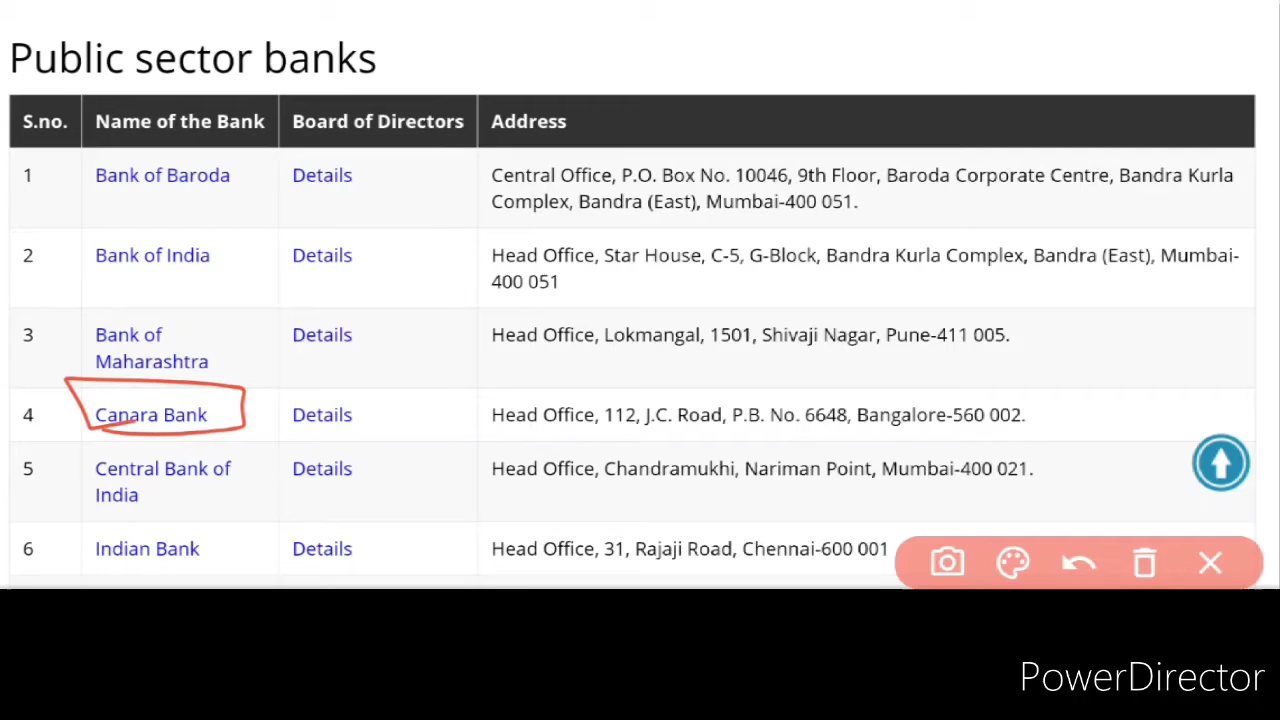 Public sector banks
S.no. Name of the Bank Board of Directors Address
1 Bank of Baroda Details Central Office, P.O. Box No. 10046, 9th Floor, Baroda Corporate Centre, Bandra Kurla
Complex, Bandra (East), Mumbai-400 051.
2 Bank of India Details Head Office, Star House, C-5, G-Block, Bandra Kurla Complex, Bandra (East), Mumbai-
400 051
3 Bank of Details Head Office, Lokmangal, 1501, Shivaji Nagar, Pune-411 005.
Maharashtra
4 Canara Bank Details Head Office, 112, J.C. Road, P.B. No. 6648, Bangalore-560 002.
5 Central Bank of Details Head Office, Chandramukhi, Nariman Point, Mumbai-400 021.
India
6 Indian Bank Details Head Office, 31, Rajaji Road, Chennai-600 001
PowerDirector